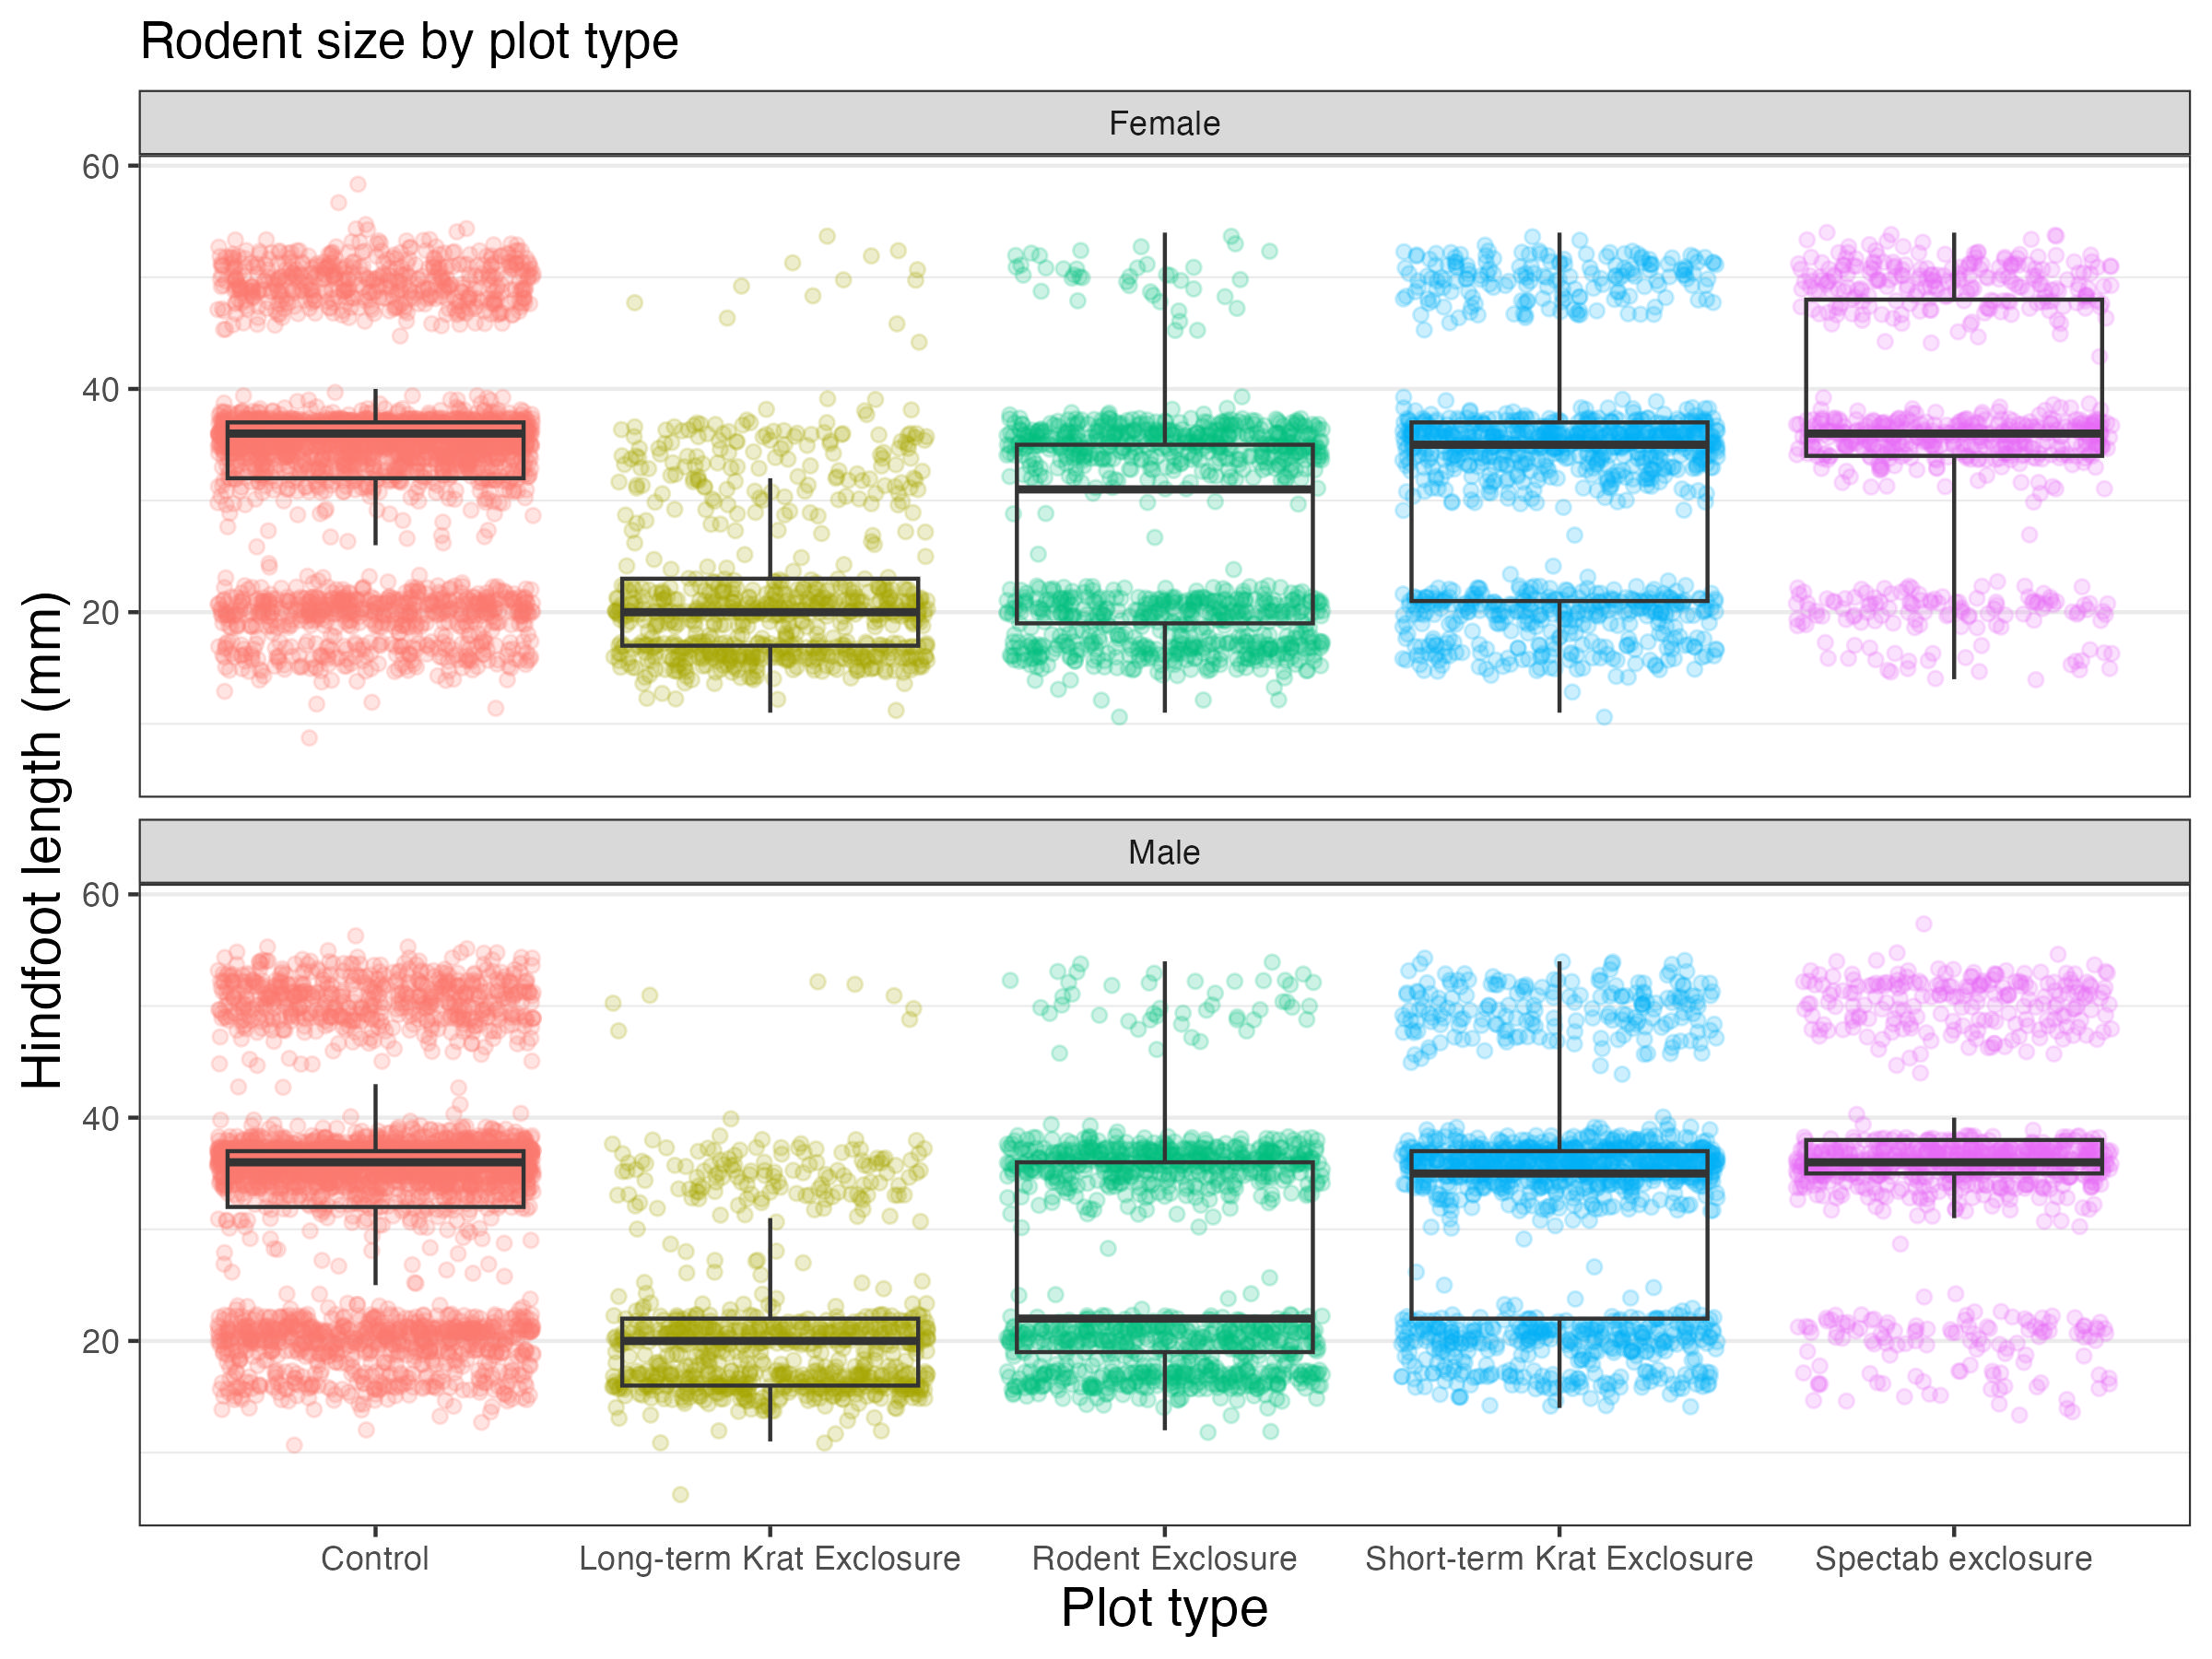 Rodent size by plot type
Female
60
40
20
Male
60
40
20
Hindfoot length (mm)
Control Long-term Krat Exclosure Rodent Exclosure Short-term Krat Exclosure Spectab exclosure
Plot type